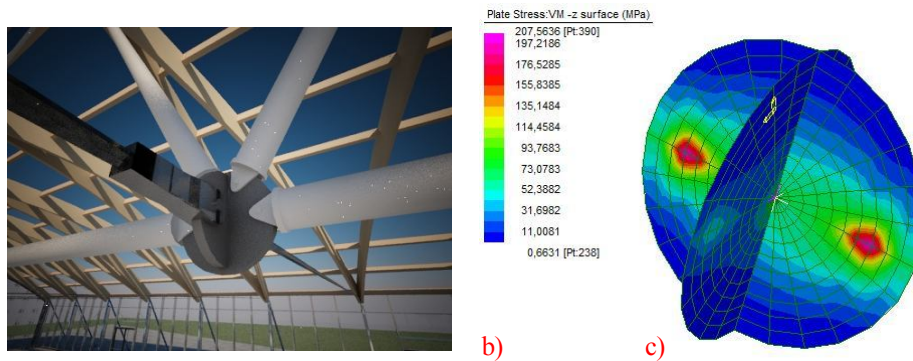 Plate Stress:VM -z surface (MPa)
207,5636 [Pt:390]
197,2186
176,5285
155,8385
135,1484
114,4584
93,7683
73,0783
52,3882
31,6982
11,0081
0,6631 [Pt:238]
b)
c)